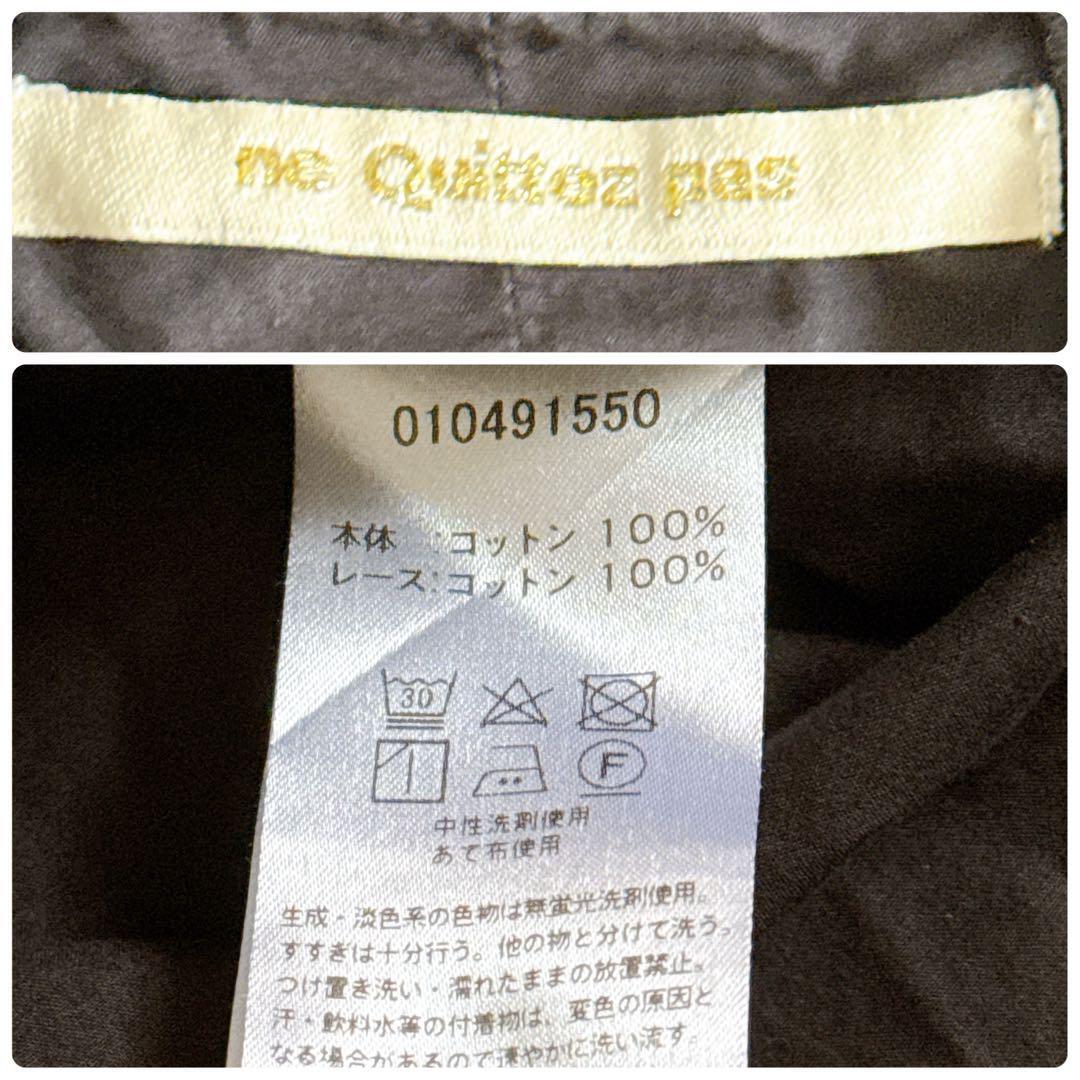 ne Quittez pas
010491550
本体 :コットン 100%
レース:コットン 100%
30
F
中性洗剤使用
あて布使用
生成・淡色系の色物は無蛍光洗剤使用。
すすぎは十分行う。他の物と分けて洗う。
つけ置き洗い・濡れたままの放置禁止。
汗・飲料水等の付着物は、変色の原因と
なる場合があるので速やかに洗い流す。